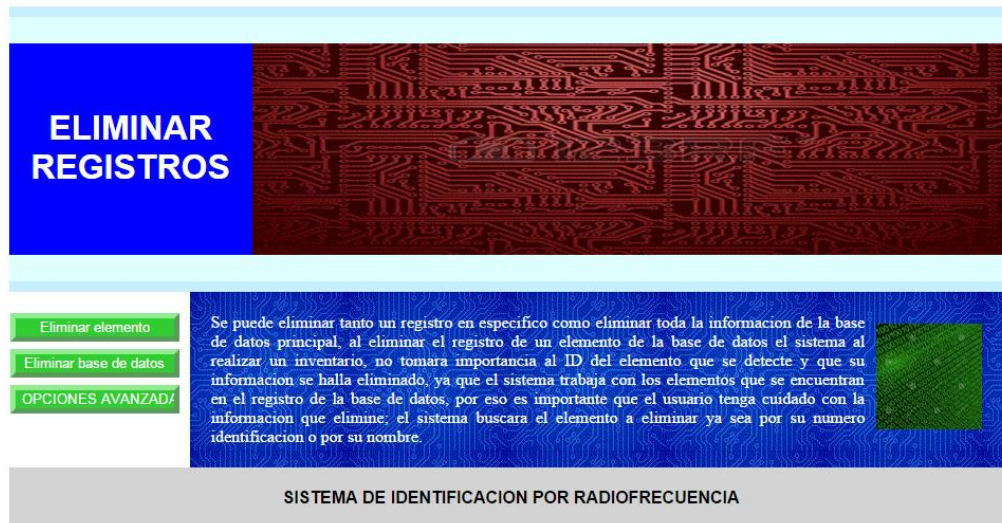 ELIMINAR
REGISTROS
Eliminar elemento
Eliminar base de datos
OPCIONES AVANZADA
Se puede eliminar tanto un registro en especifico como eliminar toda la informacion de la base
de datos principal, al eliminar el registro de un elemento de la base de datos el sistema al
realizar un inventario, no tomara importancia al ID del elemento que se detecte y que su
informacion se halla eliminado, ya que el sistema trabaja con los elementos que se encuentran
en el registro de la base de datos, por eso es importante que el usuario tenga cuidado con la
informacion que elimine; el sistema buscara el elemento a eliminar ya sea por su numero
identificacion o por su nombre.
SISTEMA DE IDENTIFICACION POR RADIOFRECUENCIA